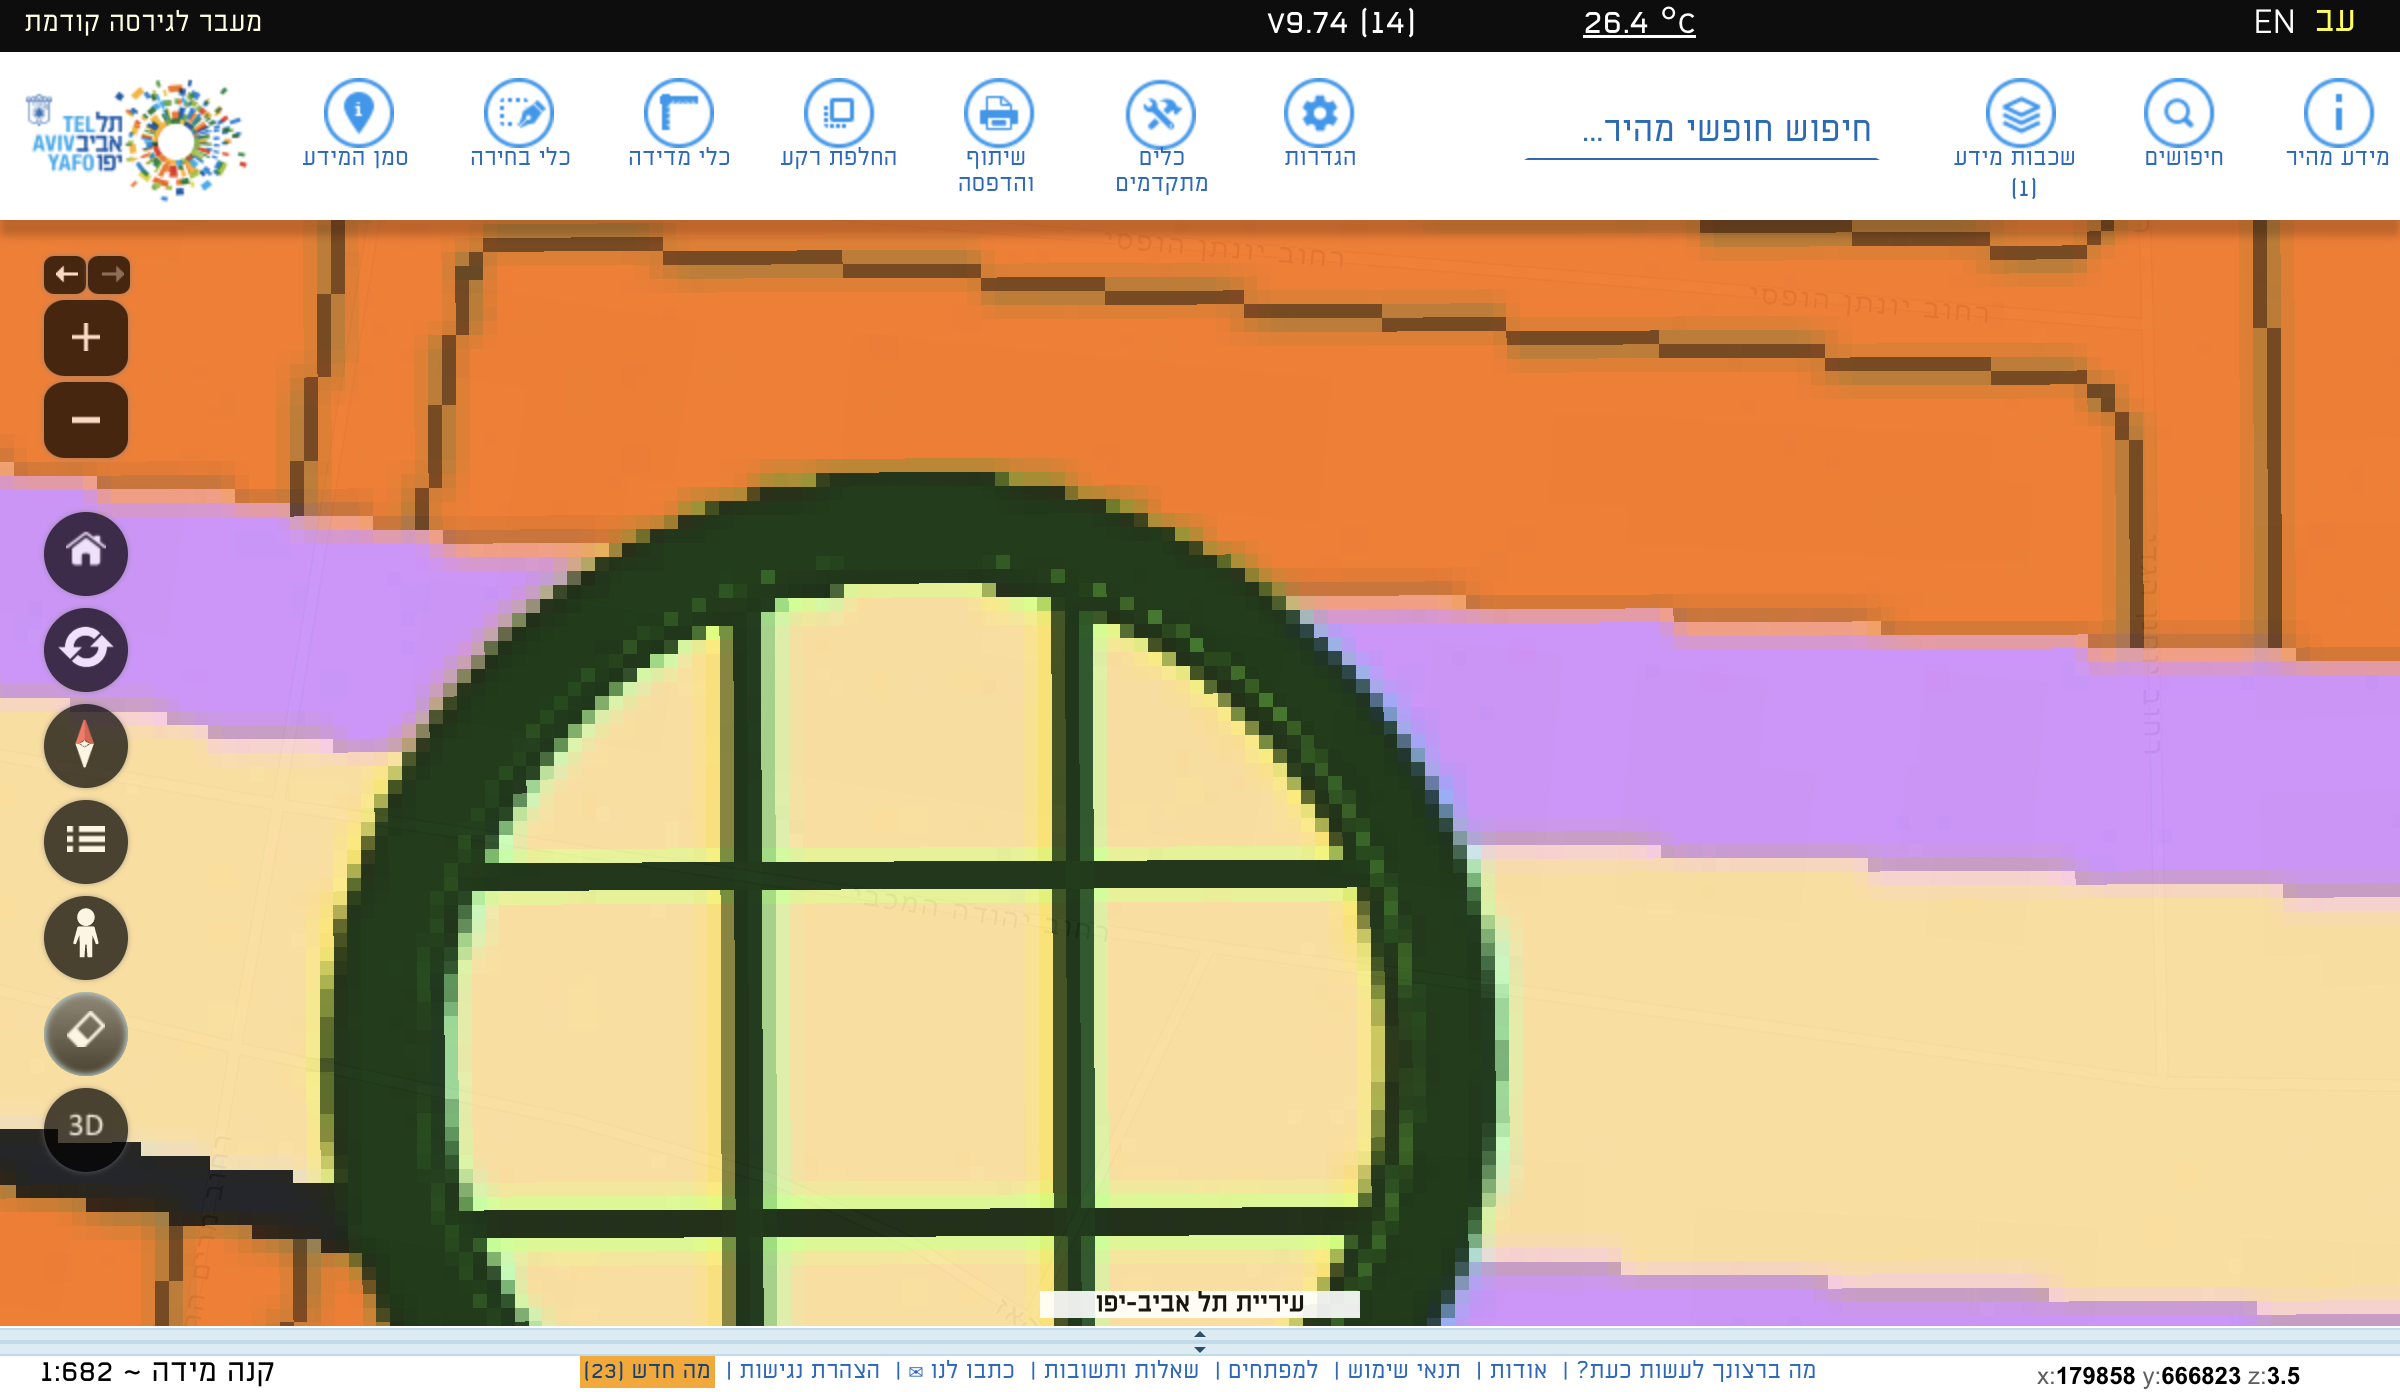 עב EN
26.4 °C
V9.74 (14)
מעבר לגירסה קודמת
מידע מהיר
חיפושים
שכבות מידע
(1)
חיפוש חופשי מהיר...
הגדרות
כלים
מתקדמים
שיתוף
והדפסה
החלפת רקע
כלי מדידה
כלי בחירה
סמן המידע
תל אביב יפו
TEL AVIV YAFO
רחוב יונתן הופסי
רחוב יונתן הופסי
רחוב יהודה המכבי
3D
עיריית תל אביב-יפו
מה ברצונך לעשות כעת? | אודות | תנאי שימוש | למפתחים | שאלות ותשובות | כתבו לנו ✉ | הצהרת נגישות | מה חדש (23)
קנה מידה ~ 1:682
x:179858 y:666823 z:3.5